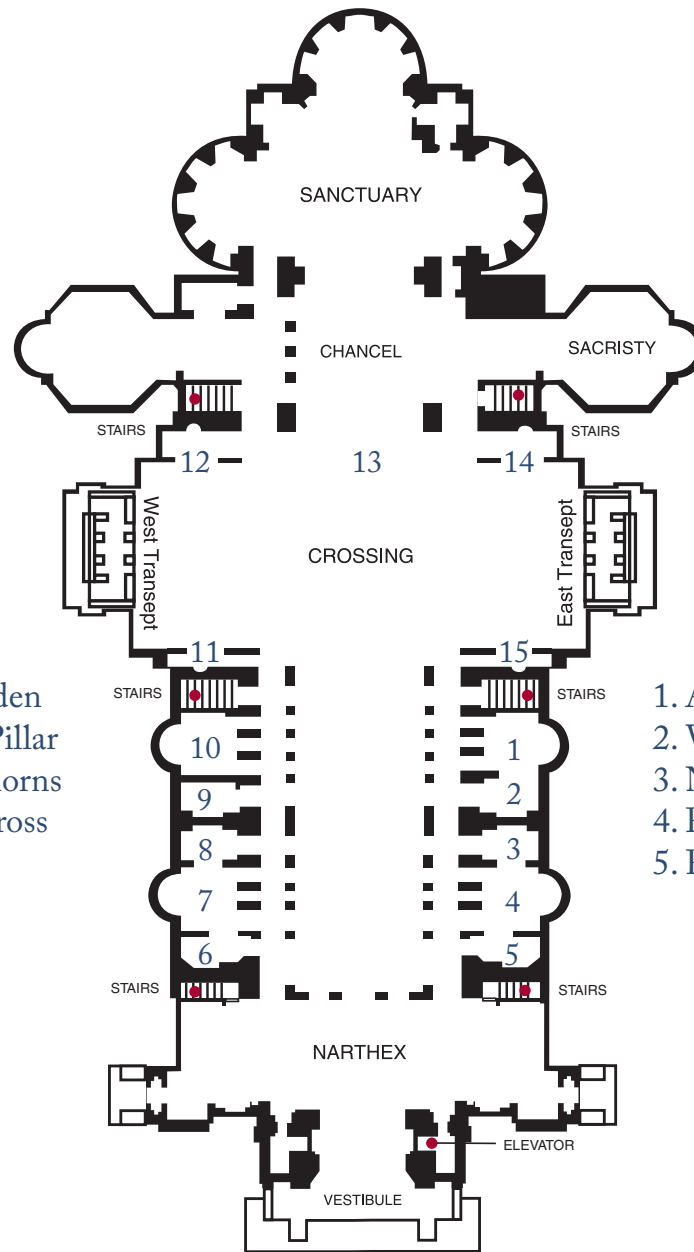 SANCTUARY
CHANCEL
SACRISTY
STAIRS
STAIRS
12
13
14
West Transept
East Transept
CROSSING
11
15
STAIRS
STAIRS
10
1
9
2
8
3
7
4
6
5
STAIRS
STAIRS
NARTHEX
ELEVATOR
VESTIBULE
den
Pillar
orns
ross
1. A
2.
3. N
4.
5.